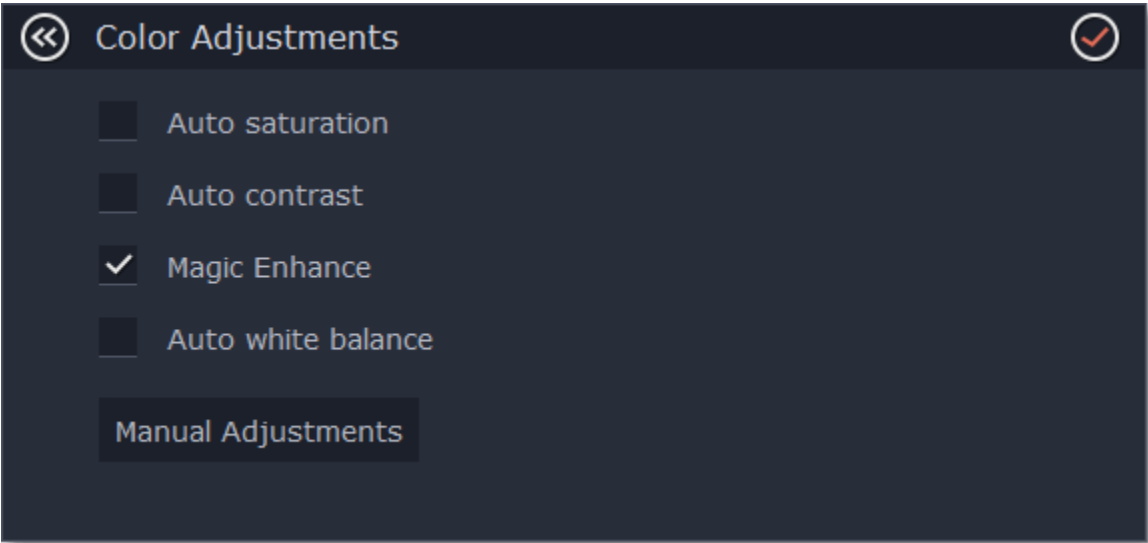 Color Adjustments
Auto saturation
Auto contrast
Magic Enhance
Auto white balance
Manual Adjustments